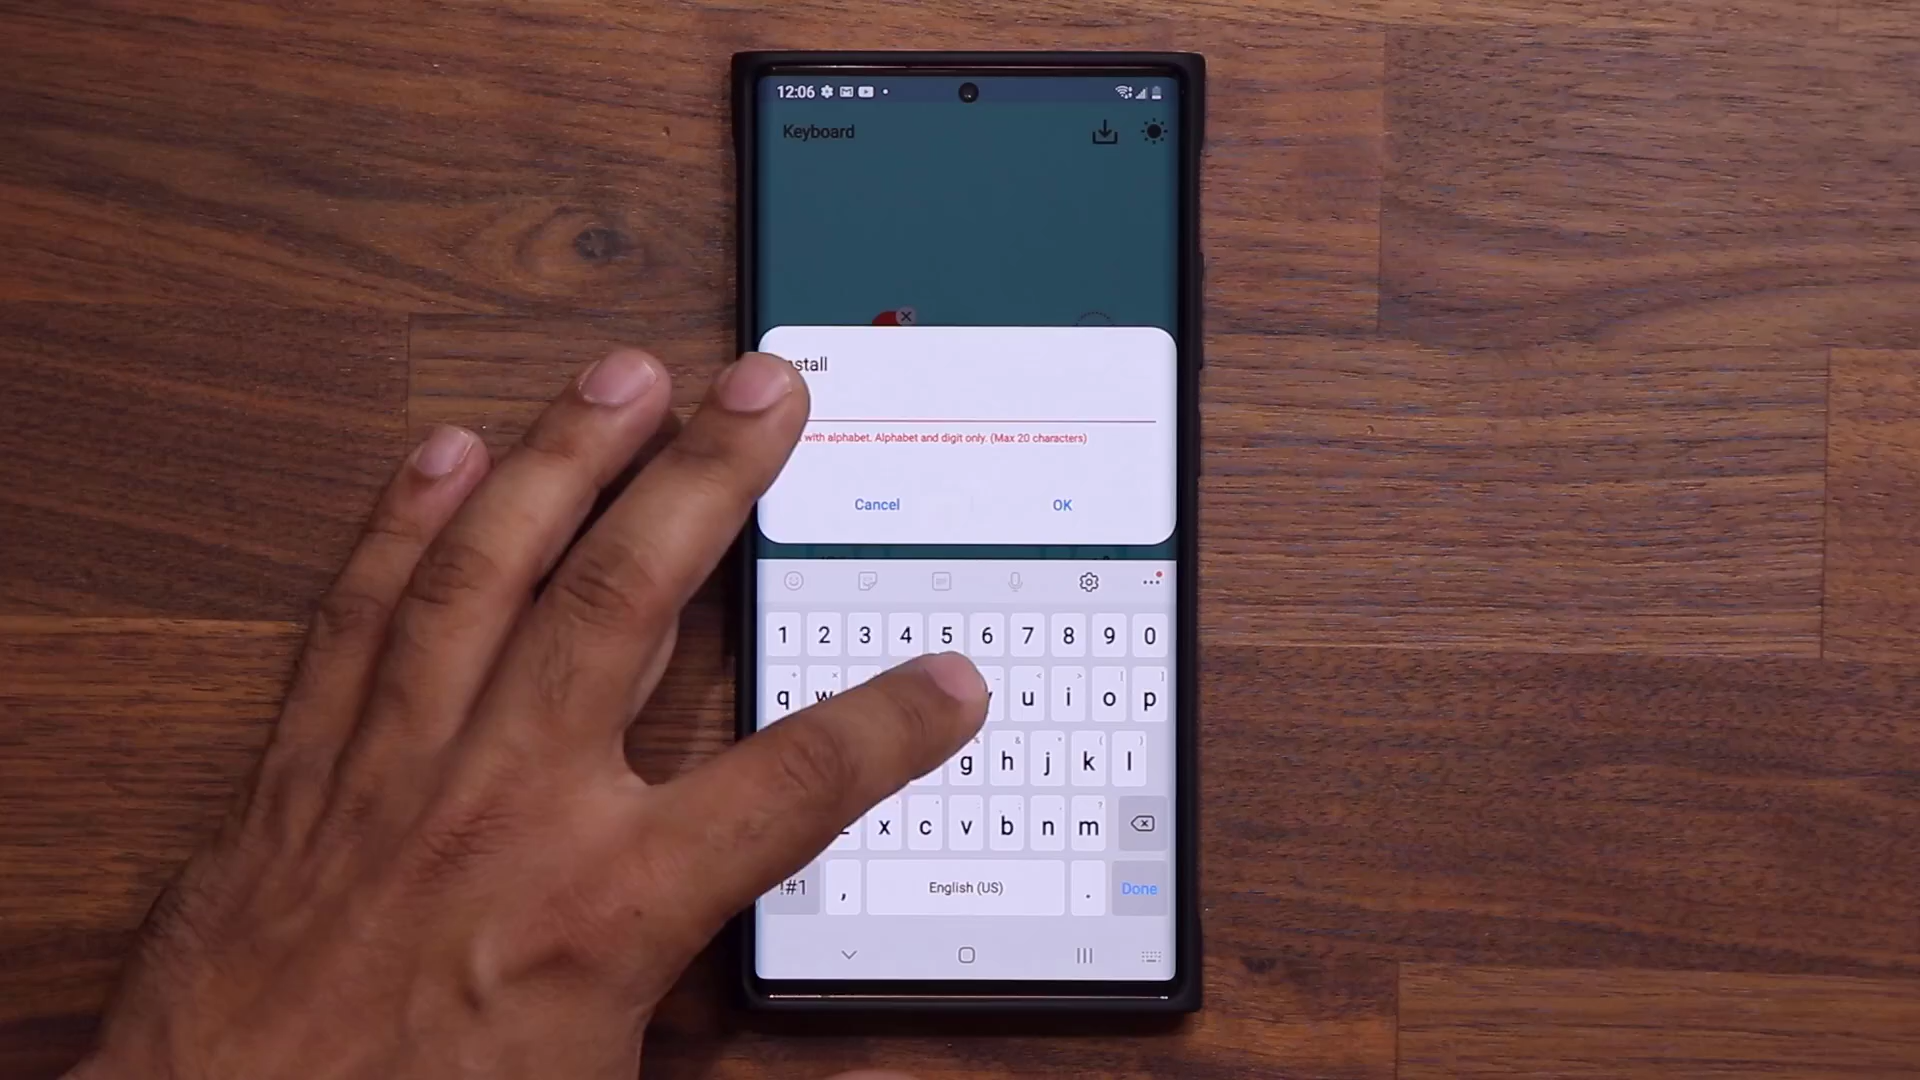 12:06
Keyboard
stall
with alphabet. Alphabet and digit only. (Max 20 characters)
Cancel OK
1 2 3 4 5 6 7 8 9 0
q w u i o p
g h j k l
x c v b n m
!#1 , English (US) . Done